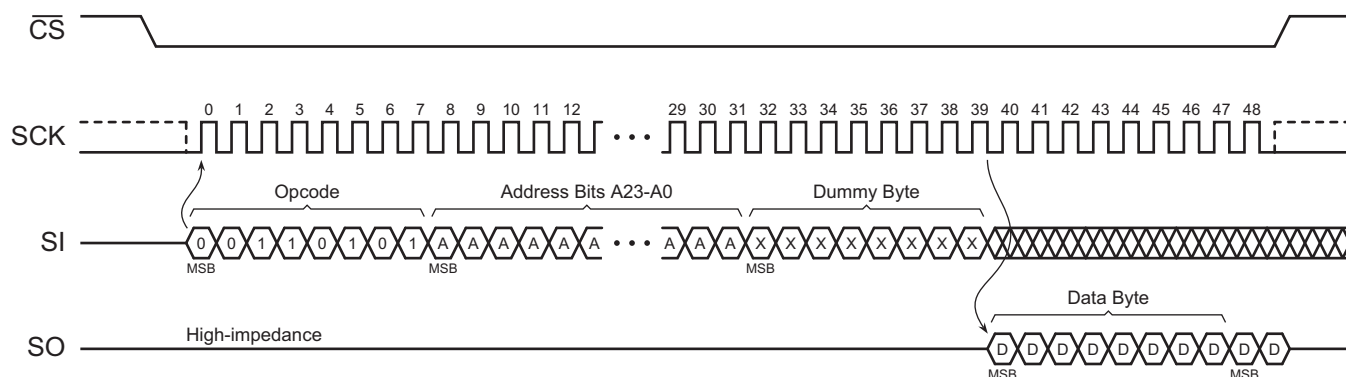 CS
0 1 2 3 4 5 6 7 8 9 10 11 12 29 30 31 32 33 34 35 36 37 38 39 40 41 42 43 44 45 46 47 48
SCK
Opcode Address Bits A23-A0 Dummy Byte
SI 0 0 1 1 0 1 0 1 A A A A A A A A A X X X X X X X X
MSB MSB MSB
Data Byte
High-impedance
SO D D D D D D D D D D
MSB MSB